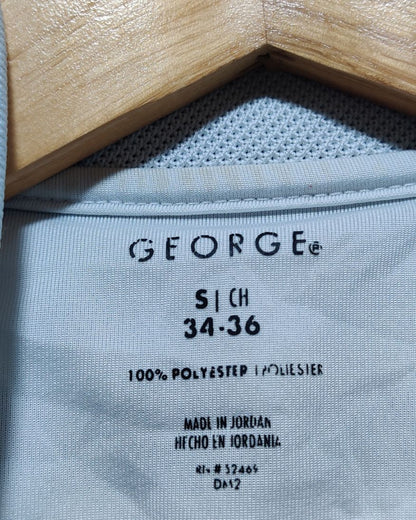 GEORGE
S | CH
34-36
100% POLYESTER POLIESTER
MADE IN JORDAN
HECHO EN JORDANIA
RN # 52469
DM2